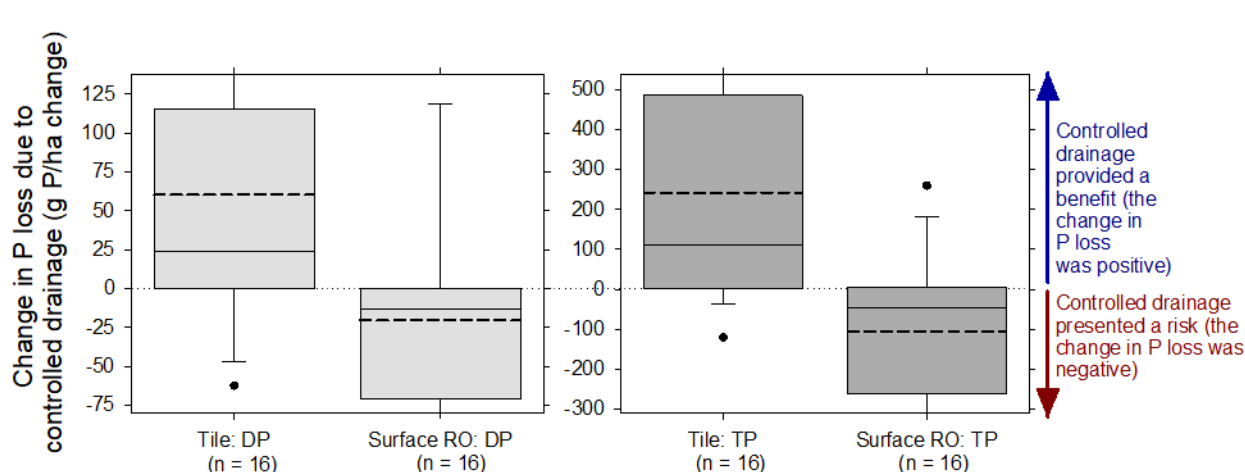 Change in P loss due to
controlled drainage (g P/ha change)
125
100
75
50
25
0
-25
-50
-75
Tile: DP
(n = 16)
Surface RO: DP
(n = 16)
500
400
300
200
100
0
-100
-200
-300
Tile: TP
(n = 16)
Surface RO: TP
(n = 16)
Controlled
drainage
provided a
benefit (the
change in
P loss
was positive)
Controlled drainage
presented a risk (the
change in P loss was
negative)